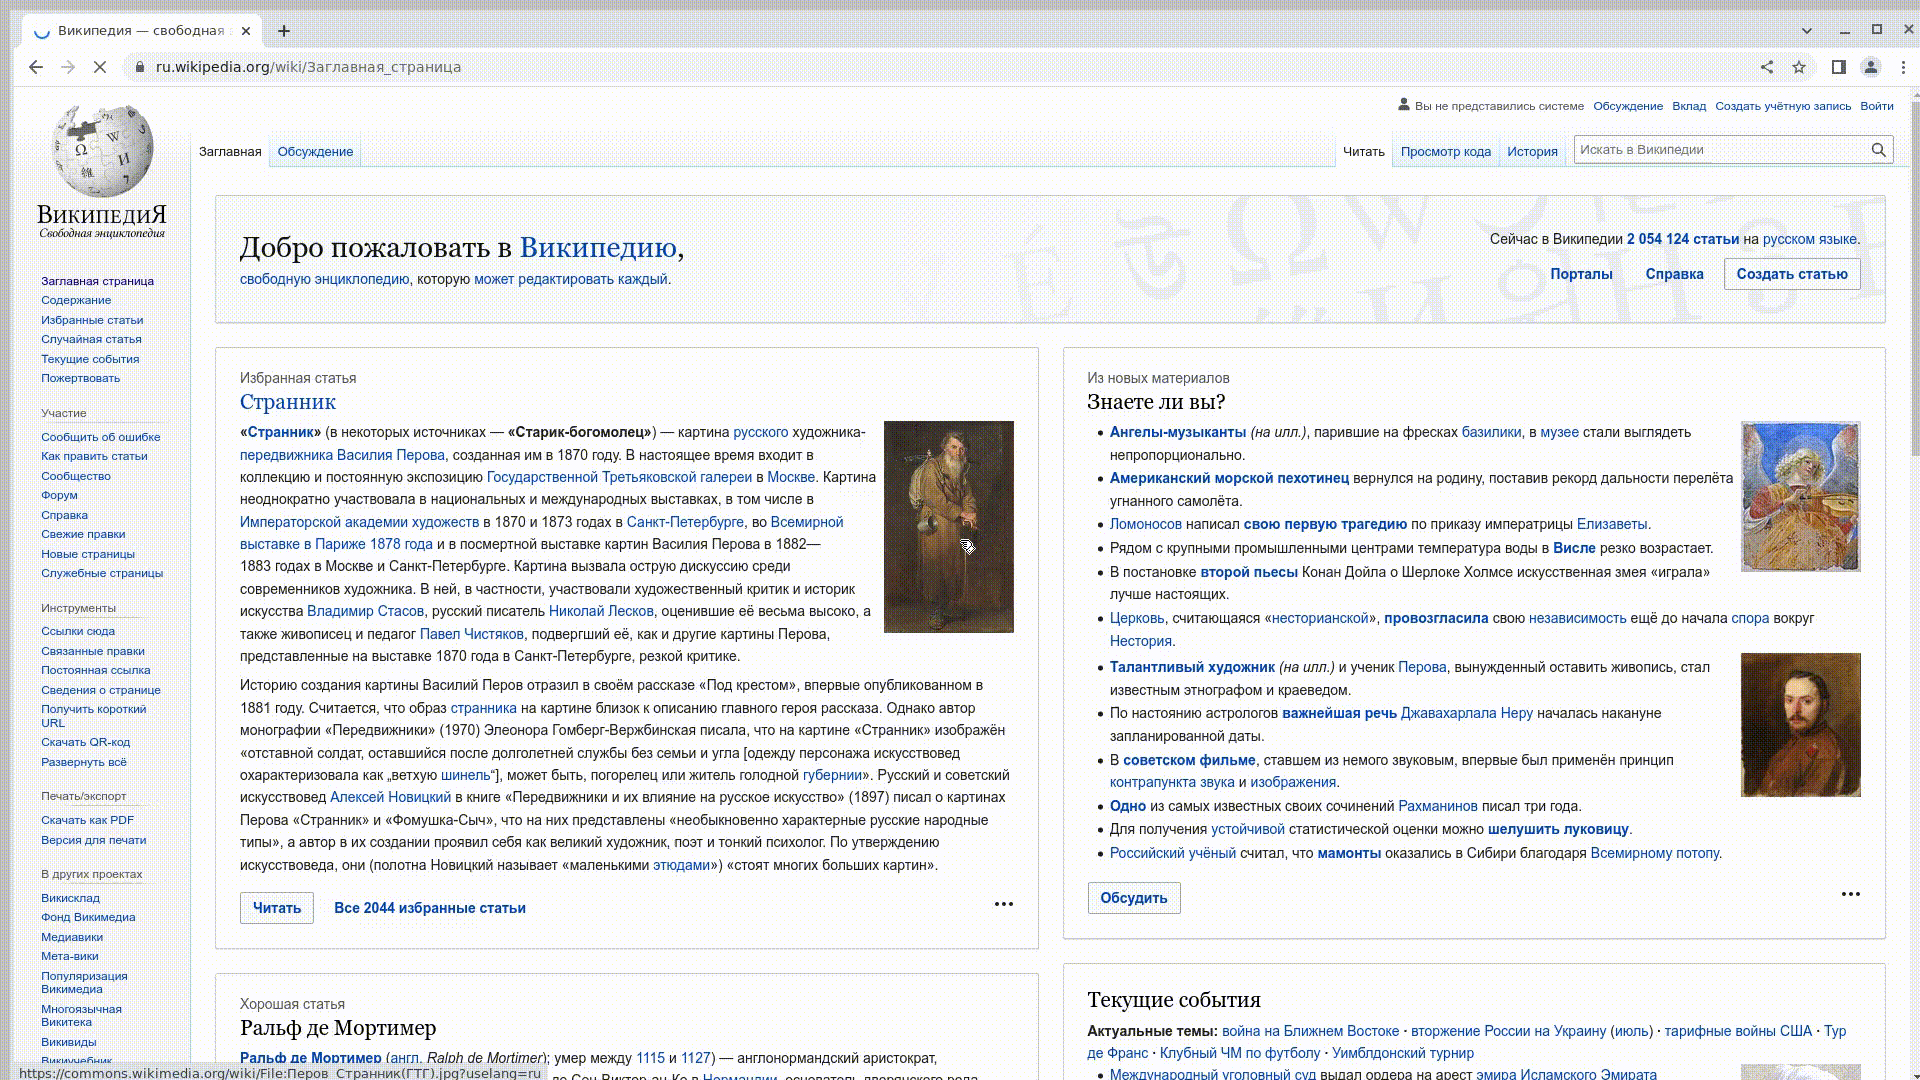 Википедия — свободная
ru.wikipedia.org/wiki/Заглавная_страница
Вы не представились системе Обсуждение Вклад Создать учётную запись Войти
Заглавная Обсуждение Читать Просмотр кода История Искать в Википедии
ВикипедиЯ
Свободная энциклопедия
Заглавная страница
Содержание
Избранные статьи
Случайная статья
Текущие события
Пожертвовать
Участие
Сообщить об ошибке
Как править статьи
Сообщество
Форум
Справка
Свежие правки
Новые страницы
Служебные страницы
Инструменты
Ссылки сюда
Связанные правки
Постоянная ссылка
Сведения о странице
Получить короткий
URL
Скачать QR-код
Развернуть всё
Печать/экспорт
Скачать как PDF
Версия для печати
В других проектах
Викисклад
Фонд Викимедиа
Медиавики
Мета-вики
Популяризация
Викимедиа
Многоязычная
Викитека
Викивиды
Викиучебник
Добро пожаловать в Википедию,
свободную энциклопедию, которую может редактировать каждый.
Сейчас в Википедии 2 054 124 статьи на русском языке.
Порталы Справка Создать статью
Избранная статья
Странник
«Странник» (в некоторых источниках — «Старик-богомолец») — картина русского художника-
передвижника Василия Перова, созданная им в 1870 году. В настоящее время входит в
коллекцию и постоянную экспозицию Государственной Третьяковской галереи в Москве. Картина
неоднократно участвовала в национальных и международных выставках, в том числе в
Императорской академии художеств в 1870 и 1873 годах в Санкт-Петербурге, во Всемирной
выставке в Париже 1878 года и в посмертной выставке картин Василия Перова в 1882—
1883 годах в Москве и Санкт-Петербурге. Картина вызвала острую дискуссию среди
современников художника. В ней, в частности, участвовали художественный критик и историк
искусства Владимир Стасов, русский писатель Николай Лесков, оценившие её весьма высоко, а
также живописец и педагог Павел Чистяков, подвергший её, как и другие картины Перова,
представленные на выставке 1870 года в Санкт-Петербурге, резкой критике.
Историю создания картины Василий Перов отразил в своём рассказе «Под крестом», впервые опубликованном в
1881 году. Считается, что образ странника на картине близок к описанию главного героя рассказа. Однако автор
монографии «Передвижники» (1970) Элеонора Гомберг-Вержбинская писала, что на картине «Странник» изображён
«отставной солдат, оставшийся после долголетней службы без семьи и угла [одежду персонажа искусствовед
охарактеризовала как „ветхую шинель“], может быть, погорелец или житель голодной губернии». Русский и советский
искусствовед Алексей Новицкий в книге «Передвижники и их влияние на русское искусство» (1897) писал о картинах
Перова «Странник» и «Фомушка-Сыч», что на них представлены «необыкновенно характерные русские народные
типы», а автор в их создании проявил себя как великий художник, поэт и тонкий психолог. По утверждению
искусствоведа, они (полотна Новицкий называет «маленькими этюдами») «стоят многих больших картин».
Читать Все 2044 избранные статьи
Хорошая статья
Ральф де Мортимер
Ральф де Мортимер (англ. Ralph de Mortimer); умер между 1115 и 1127) — англонормандский аристократ,
Из новых материалов
Знаете ли вы?
Ангелы-музыканты (на илл.), парившие на фресках базилики, в музее стали выглядеть
непропорционально.
Американский морской пехотинец вернулся на родину, поставив рекорд дальности перелёта
угнанного самолёта.
Ломоносов написал свою первую трагедию по приказу императрицы Елизаветы.
Рядом с крупными промышленными центрами температура воды в Висле резко возрастает.
В постановке второй пьесы Конан Дойла о Шерлоке Холмсе искусственная змея «играла»
лучше настоящих.
Церковь, считающаяся «несторианской», провозгласила свою независимость ещё до начала спора вокруг
Нестория.
Талантливый художник (на илл.) и ученик Перова, вынужденный оставить живопись, стал
известным этнографом и краеведом.
По настоянию астрологов важнейшая речь Джавахарлала Неру началась накануне
запланированной даты.
В советском фильме, ставшем из немого звуковым, впервые был применён принцип
контрапункта звука и изображения.
Одно из самых известных своих сочинений Рахманинов писал три года.
Для получения устойчивой статистической оценки можно шелушить луковицу.
Российский учёный считал, что мамонты оказались в Сибири благодаря Всемирному потопу.
Обсудить
Текущие события
Актуальные темы: война на Ближнем Востоке · вторжение России на Украину (июль) · тарифные войны США · Тур
де Франс · Клубный ЧМ по футболу · Уимблдонский турнир
Международный уголовный суд выдал ордера на арест эмира Исламского Эмирата
https://commons.wikimedia.org/wiki/File:Перов_Странник(ГТГ).jpg?uselang=ru